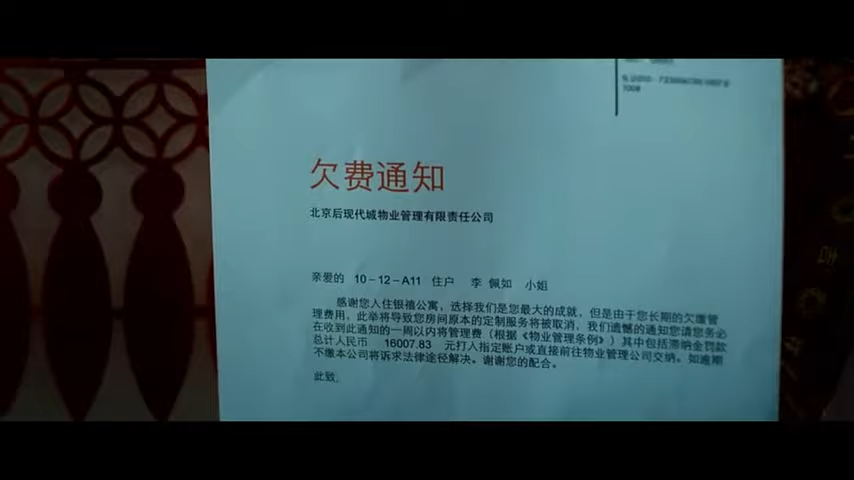 欠费通知
北京后现代城物业管理有限责任公司
亲爱的 10-12-A11 住户 李 佩如 小姐
感谢您入住银禧公寓，选择我们是您最大的成就，但是由于您长期的欠缴管
理费用，此举将导致您房间原本的定制服务将被取消，我们遗憾的通知您请您务必
在收到此通知的一周以内将管理费（根据《物业管理条例》）其中包括滞纳金罚款
总计人民币 16007.83 元打入指定账户或直接前往物业管理公司交纳。如逾期
不缴本公司将诉求法律途径解决。谢谢您的配合。
此致